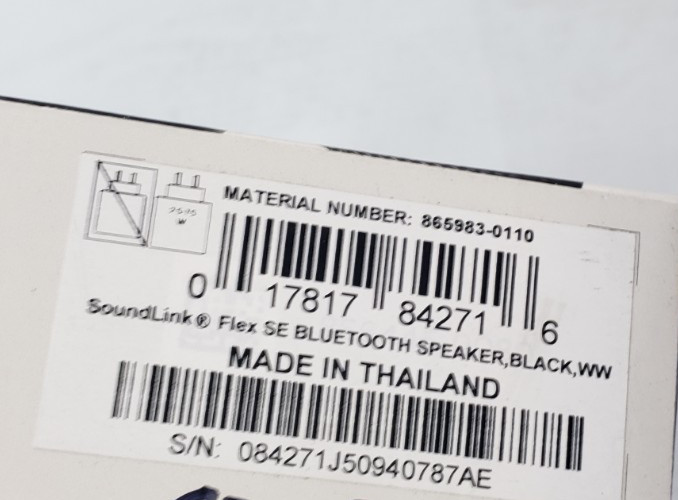 MATERIAL NUMBER: 865983-0110
0 17817 84271 6
SoundLink® Flex SE BLUETOOTH SPEAKER,BLACK,WW
MADE IN THAILAND
S/N: 084271J50940787AE